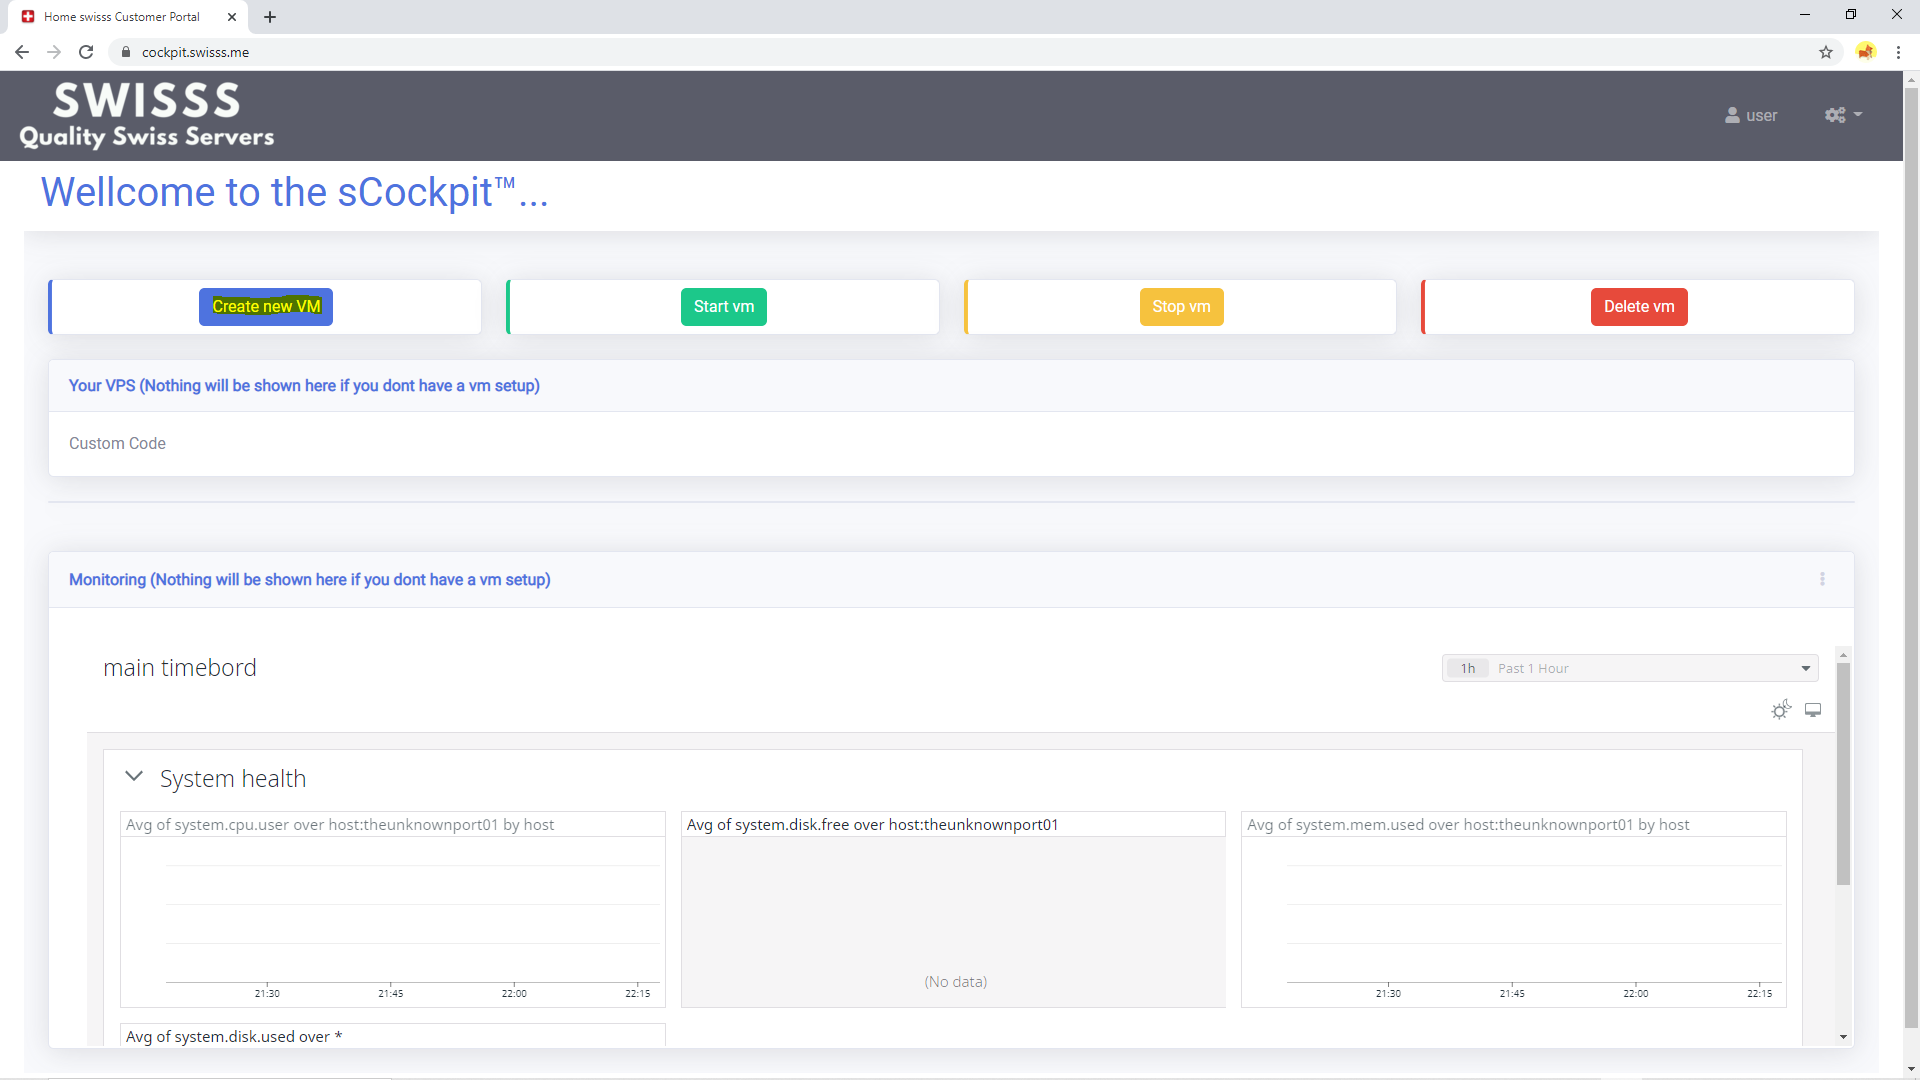 Home swisss Customer Portal
cockpit.swisss.me
SWISSS
Quality Swiss Servers
user
Wellcome to the sCockpit™...
Create new VM
Start vm
Stop vm
Delete vm
Your VPS (Nothing will be shown here if you dont have a vm setup)
Custom Code
Monitoring (Nothing will be shown here if you dont have a vm setup)
main timebord
1h Past 1 Hour
System health
Avg of system.cpu.user over host:theunknownport01 by host
21:30 21:45 22:00 22:15
Avg of system.disk.free over host:theunknownport01
(No data)
Avg of system.mem.used over host:theunknownport01 by host
21:30 21:45 22:00 22:15
Avg of system.disk.used over *